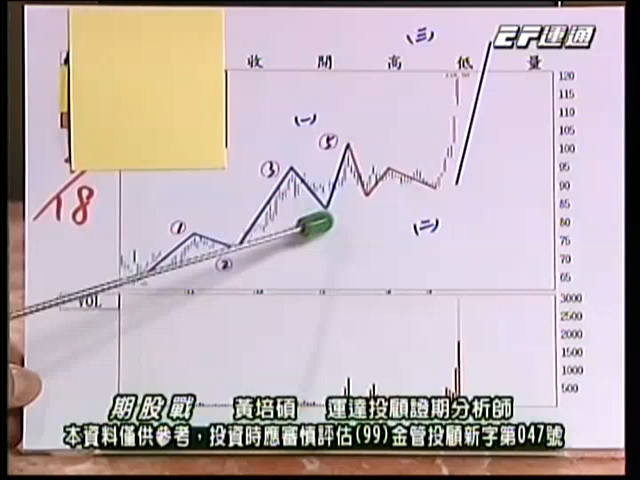 (三)
EF運通
收 開 高 低 量
120
115
110
105
100
95
90
85
80
75
70
65
(一)
⑤
③
①
②
(二)
18
VOL
3000
2500
2000
1500
1000
500
期股戰 黃培碩 運達投顧證期分析師
本資料僅供參考,投資時應審慎評估(99)金管投顧新字第047號